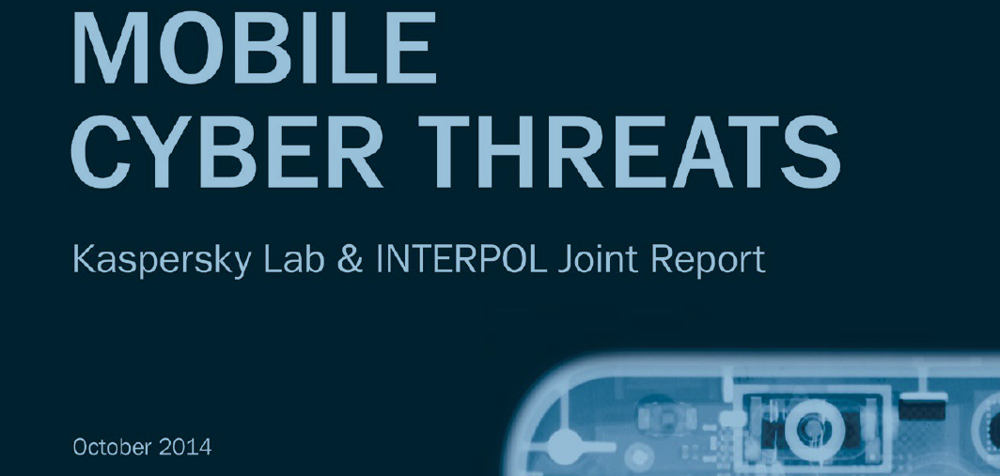 MOBILE
CYBER THREATS
Kaspersky Lab & INTERPOL Joint Report
October 2014